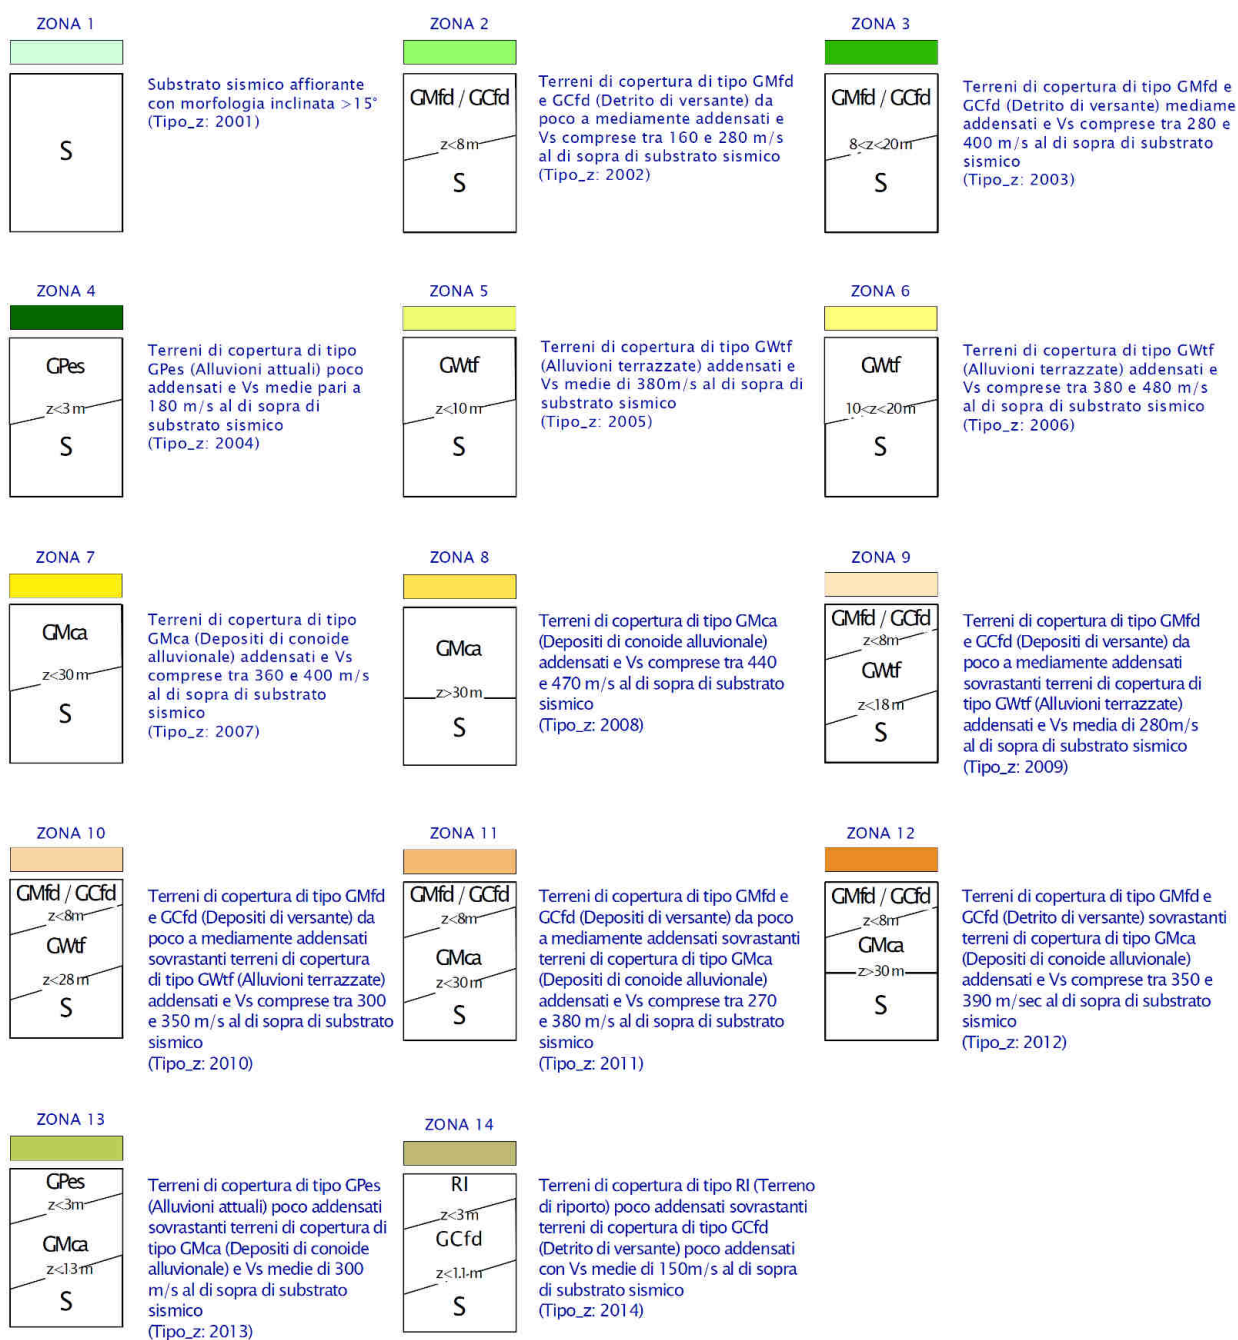 ZONA 1
S
Substrato sismico affiorante
con morfologia inclinata >15°
(Tipo_z: 2001)
ZONA 2
GMfd / GCfd
z<8m
S
Terreni di copertura di tipo GMfd
e GCfd (Detrito di versante) da
poco a mediamente addensati e
Vs comprese tra 160 e 280 m/s
al di sopra di substrato sismico
(Tipo_z: 2002)
ZONA 3
GMfd / GCfd
8<z<20m
S
Terreni di copertura di tipo GMfd e
GCfd (Detrito di versante) mediame
addensati e Vs comprese tra 280 e
400 m/s al di sopra di substrato
sismico
(Tipo_z: 2003)
ZONA 4
GPes
z<3m
S
Terreni di copertura di tipo
GPes (Alluvioni attuali) poco
addensati e Vs medie pari a
180 m/s al di sopra di
substrato sismico
(Tipo_z: 2004)
ZONA 5
GWtf
z<10m
S
Terreni di copertura di tipo GWtf
(Alluvioni terrazzate) addensati e
Vs medie di 380m/s al di sopra di
substrato sismico
(Tipo_z: 2005)
ZONA 6
GWtf
10<z<20m
S
Terreni di copertura di tipo GWtf
(Alluvioni terrazzate) addensati e
Vs comprese tra 380 e 480 m/s
al di sopra di substrato sismico
(Tipo_z: 2006)
ZONA 7
GMca
z<30m
S
Terreni di copertura di tipo
GMca (Depositi di conoide
alluvionale) addensati e Vs
comprese tra 360 e 400 m/s
al di sopra di substrato
sismico
(Tipo_z: 2007)
ZONA 8
GMca
z>30m
S
Terreni di copertura di tipo GMca
(Depositi di conoide alluvionale)
addensati e Vs comprese tra 440
e 470 m/s al di sopra di substrato
sismico
(Tipo_z: 2008)
ZONA 9
GMfd / GCfd
z<8m
GWtf
z<18m
S
Terreni di copertura di tipo GMfd
e GCfd (Depositi di versante) da
poco a mediamente addensati
sovrastanti terreni di copertura di
tipo GWtf (Alluvioni terrazzate)
addensati e Vs media di 280m/s
al di sopra di substrato sismico
(Tipo_z: 2009)
ZONA 10
GMfd / GCfd
z<8m
GWtf
z<28m
S
Terreni di copertura di tipo GMfd
e GCfd (Depositi di versante) da
poco a mediamente addensati
sovrastanti terreni di copertura
di tipo GWtf (Alluvioni terrazzate)
addensati e Vs comprese tra 300
e 350 m/s al di sopra di substrato
sismico
(Tipo_z: 2010)
ZONA 11
GMfd / GCfd
z<8m
GMca
z<30m
S
Terreni di copertura di tipo GMfd e
GCfd (Depositi di versante) da poco
a mediamente addensati sovrastanti
terreni di copertura di tipo GMca
(Depositi di conoide alluvionale)
addensati e Vs comprese tra 270
e 380 m/s al di sopra di substrato
sismico
(Tipo_z: 2011)
ZONA 12
GMfd / GCfd
z<8m
GMca
z>30m
S
Terreni di copertura di tipo GMfd e
GCfd (Detrito di versante) sovrastanti
terreni di copertura di tipo GMca
(Depositi di conoide alluvionale)
addensati e Vs comprese tra 350 e
390 m/sec al di sopra di substrato
sismico
(Tipo_z: 2012)
ZONA 13
GPes
z<3m
GMca
z<13m
S
Terreni di copertura di tipo GPes
(Alluvioni attuali) poco addensati
sovrastanti terreni di copertura di
tipo GMca (Depositi di conoide
alluvionale) e Vs medie di 300
m/s al di sopra di substrato
sismico
(Tipo_z: 2013)
ZONA 14
RI
z<3m
GCfd
z<1.1m
S
Terreni di copertura di tipo RI (Terreno
di riporto) poco addensati sovrastanti
terreni di copertura di tipo GCfd
(Detrito di versante) poco addensati
con Vs medie di 150m/s al di sopra
di substrato sismico
(Tipo_z: 2014)